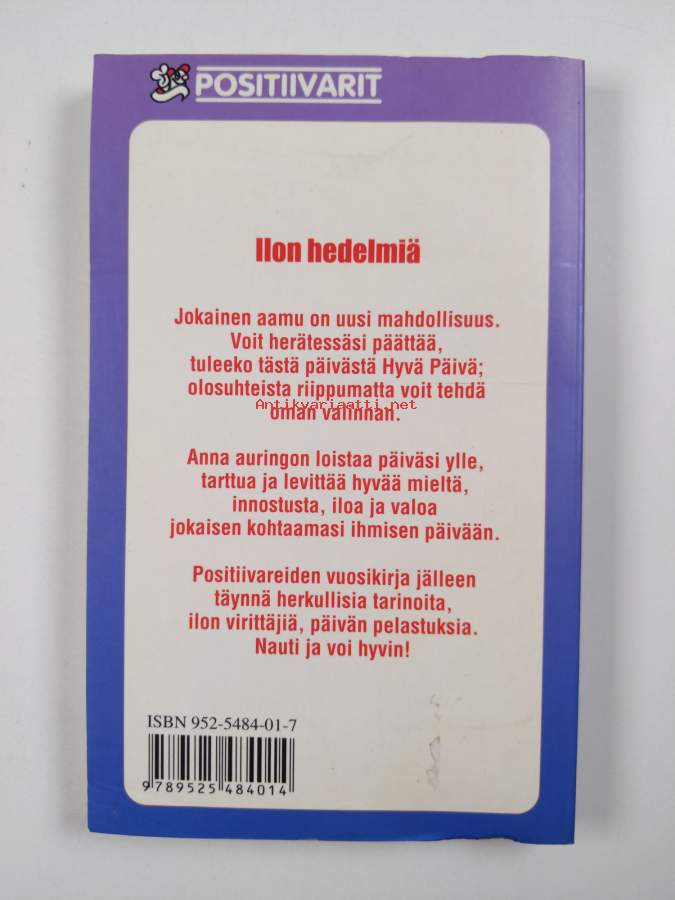 POSITIIVARIT
Ilon hedelmiä
Jokainen aamu on uusi mahdollisuus.
Voit herätessäsi päättää,
tuleeko tästä päivästä Hyvä Päivä;
olosuhteista riippumatta voit tehdä
Antikvariaatti.net
oman valinnan.
Anna auringon loistaa päiväsi ylle,
tarttua ja levittää hyvää mieltä,
innostusta, iloa ja valoa
jokaisen kohtaamasi ihmisen päivään.
Positiivareiden vuosikirja jälleen
täynnä herkullisia tarinoita,
ilon virittäjiä, päivän pelastuksia.
Nauti ja voi hyvin!
ISBN 952-5484-01-7
9 789525 484014